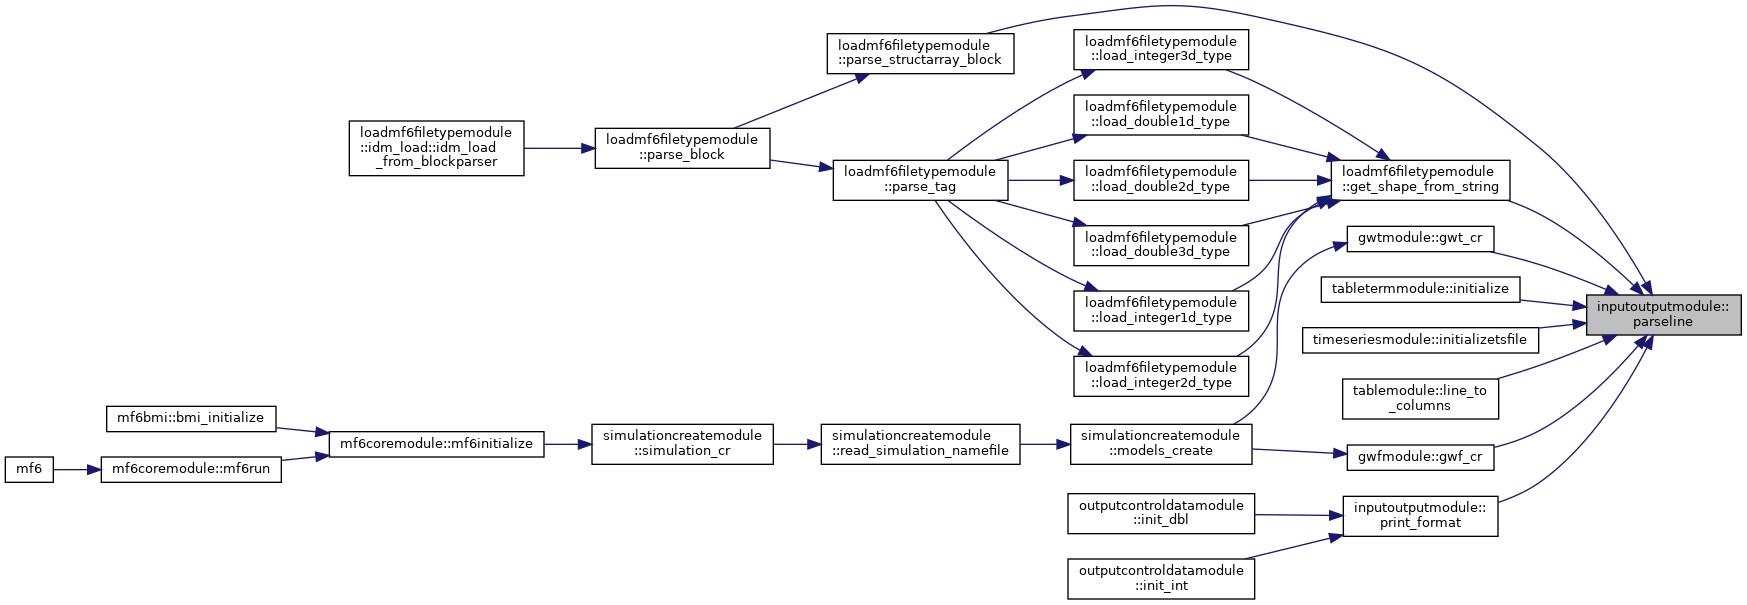 loadmf6filetypemodule
::parse_structarray_block
loadmf6filetypemodule
::load_integer3d_type
loadmf6filetypemodule
::load_double1d_type
loadmf6filetypemodule
::idm_load::idm_load
_from_blockparser
loadmf6filetypemodule
::parse_block
loadmf6filetypemodule
::parse_tag
loadmf6filetypemodule
::load_double2d_type
loadmf6filetypemodule
::get_shape_from_string
loadmf6filetypemodule
::load_double3d_type
gwtmodule::gwt_cr
tabletermmodule::initialize
inputoutputmodule::
parseline
loadmf6filetypemodule
::load_integer1d_type
timeseriesmodule::initializetsfile
loadmf6filetypemodule
::load_integer2d_type
tablemodule::line_to
_columns
mf6bmi::bmi_initialize
mf6coremodule::mf6initialize
simulationcreatemodule
::simulation_cr
simulationcreatemodule
::read_simulation_namefile
simulationcreatemodule
::models_create
gwfmodule::gwf_cr
mf6
mf6coremodule::mf6run
outputcontroldatamodule
::init_dbl
inputoutputmodule::
print_format
outputcontroldatamodule
::init_int